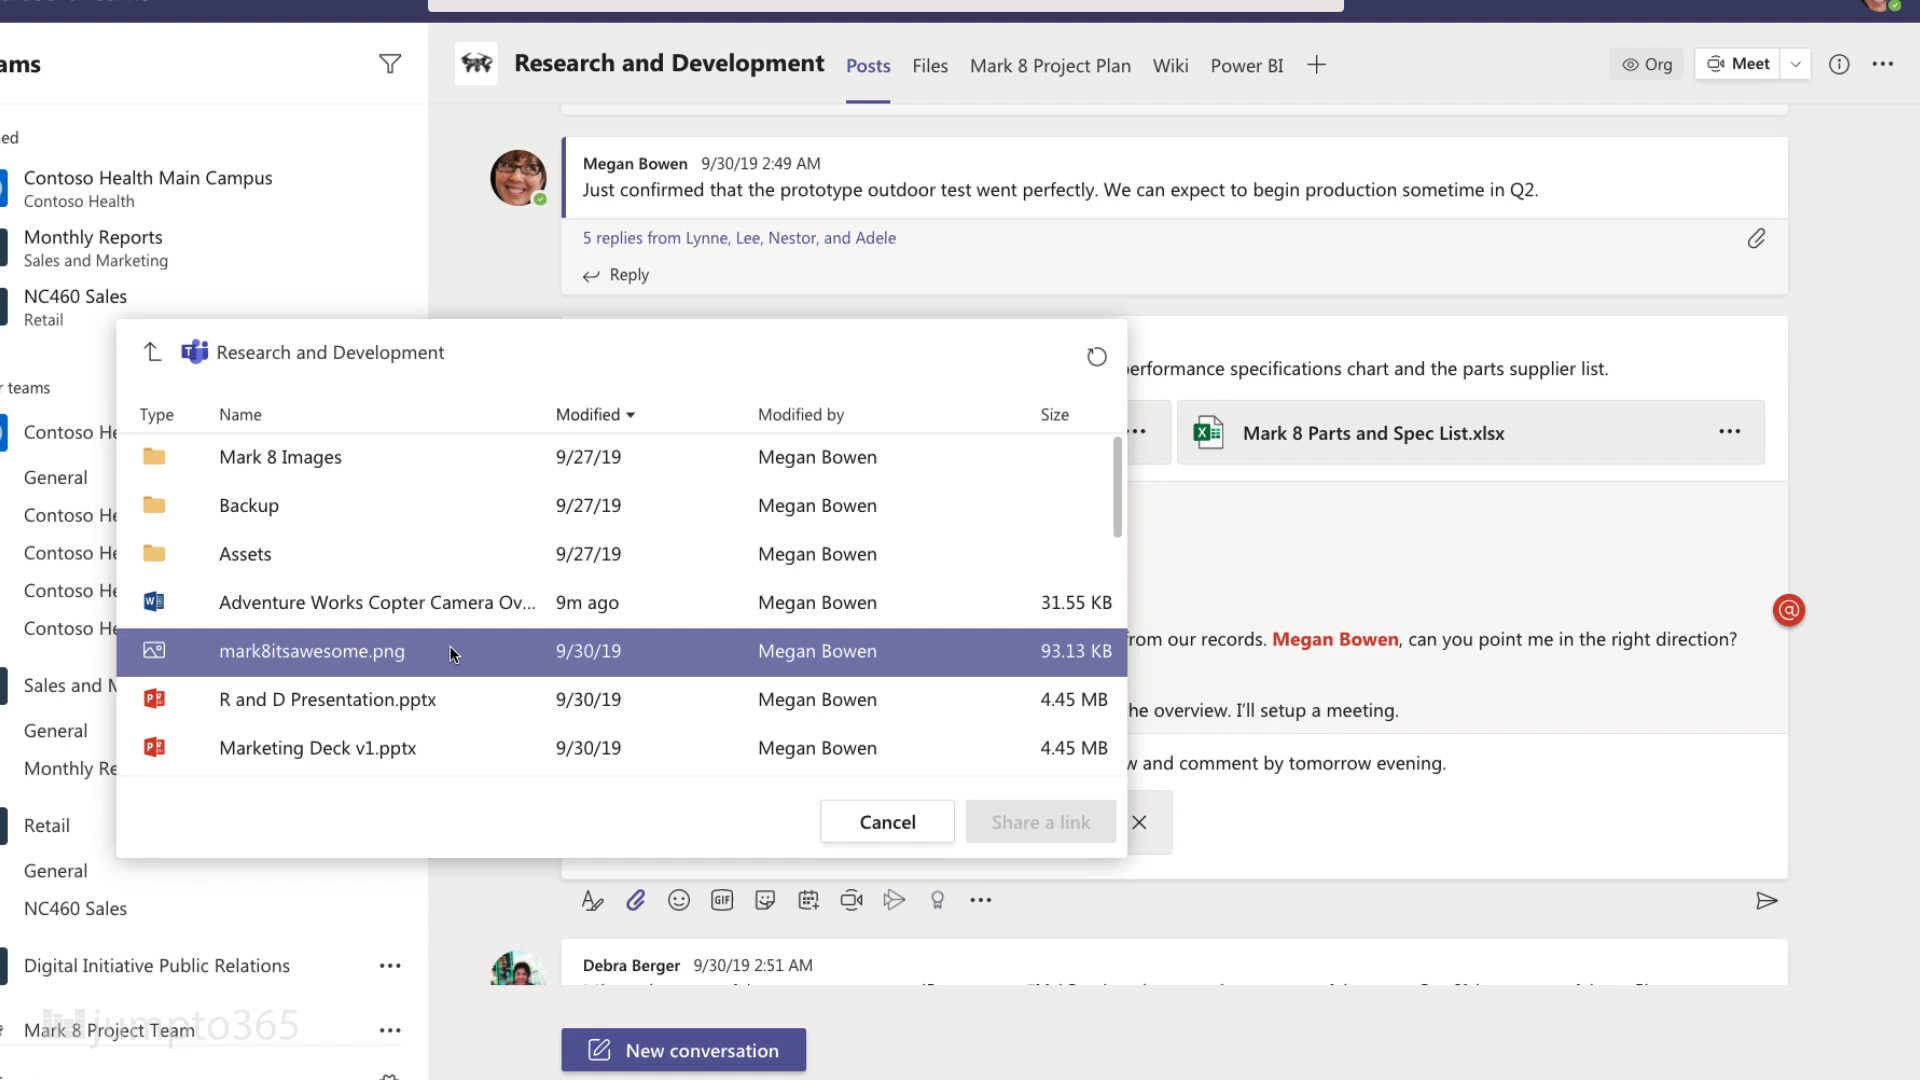 ams
Research and Development
Posts
Files
Mark 8 Project Plan
Wiki
Power BI
Org
Meet
ed
Contoso Health Main Campus
Contoso Health
Monthly Reports
Sales and Marketing
NC460 Sales
Retail
r teams
Contoso He
General
Contoso He
Contoso He
Contoso He
Contoso He
Sales and M
General
Monthly Re
Retail
General
NC460 Sales
Digital Initiative Public Relations
Mark 8 Project Team
jumpto365
Megan Bowen 9/30/19 2:49 AM
Just confirmed that the prototype outdoor test went perfectly. We can expect to begin production sometime in Q2.
5 replies from Lynne, Lee, Nestor, and Adele
Reply
erformance specifications chart and the parts supplier list.
Mark 8 Parts and Spec List.xlsx
rom our records. Megan Bowen, can you point me in the right direction?
he overview. I'll setup a meeting.
w and comment by tomorrow evening.
Research and Development
Type Name Modified Modified by Size
Mark 8 Images 9/27/19 Megan Bowen
Backup 9/27/19 Megan Bowen
Assets 9/27/19 Megan Bowen
Adventure Works Copter Camera Ov... 9m ago Megan Bowen 31.55 KB
mark8itsawesome.png 9/30/19 Megan Bowen 93.13 KB
R and D Presentation.pptx 9/30/19 Megan Bowen 4.45 MB
Marketing Deck v1.pptx 9/30/19 Megan Bowen 4.45 MB
Cancel
Share a link
GIF
Debra Berger 9/30/19 2:51 AM
New conversation